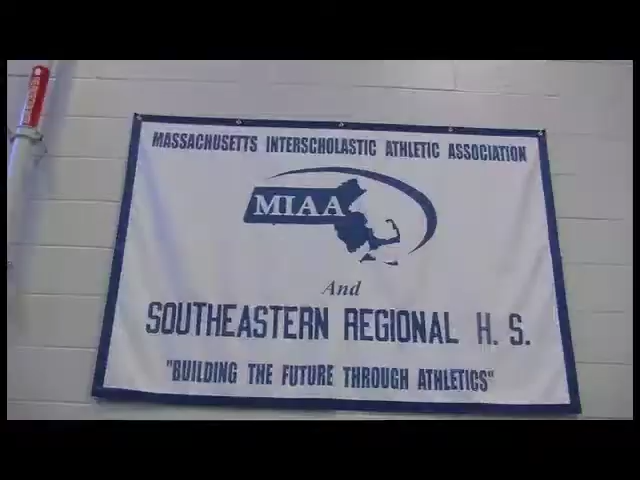 MASSACHUSETTS INTERSCHOLASTIC ATHLETIC ASSOCIATION
MIAA
And
SOUTHEASTERN REGIONAL H. S.
"BUILDING THE FUTURE THROUGH ATHLETICS"